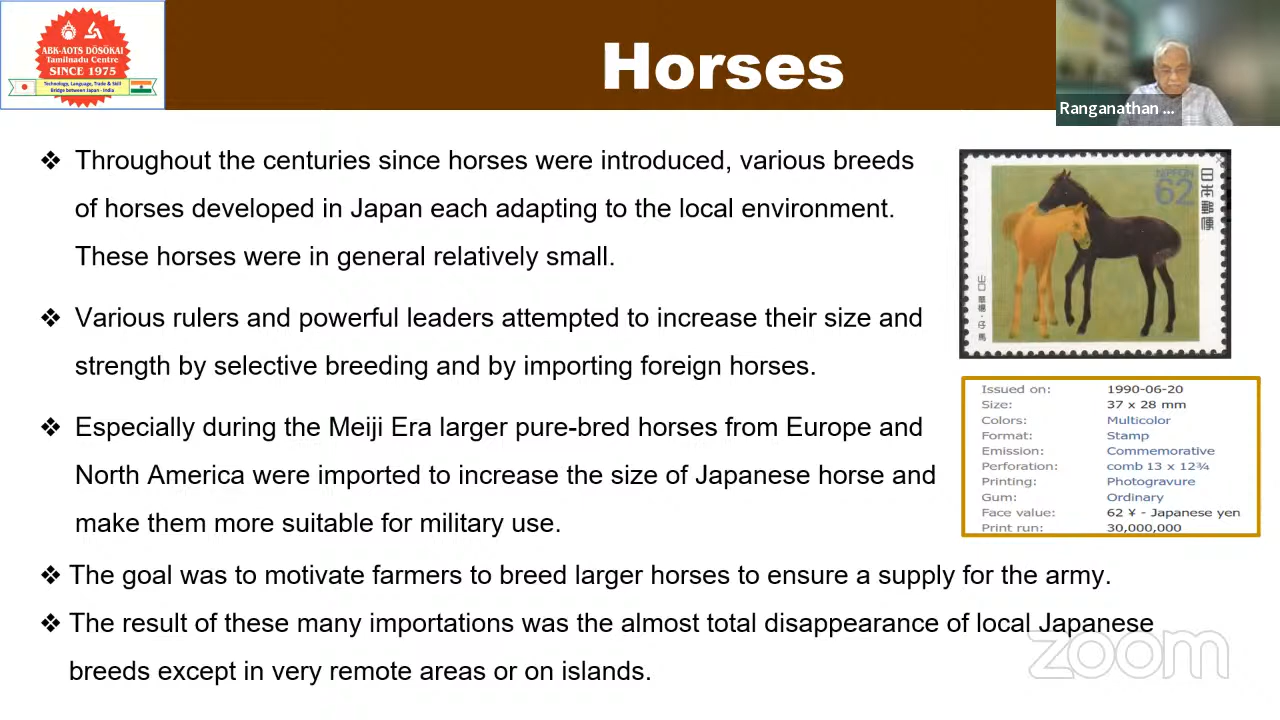 ABK-AOTS DŌSŌKAI
Tamilnadu Centre
SINCE 1975
Technology, Language, Trade & Skill
Bridge between Japan - India
Horses
Ranganathan ...
❖ Throughout the centuries since horses were introduced, various breeds
of horses developed in Japan each adapting to the local environment.
These horses were in general relatively small.
❖ Various rulers and powerful leaders attempted to increase their size and
strength by selective breeding and by importing foreign horses.
❖ Especially during the Meiji Era larger pure-bred horses from Europe and
North America were imported to increase the size of Japanese horse and
make them more suitable for military use.
❖ The goal was to motivate farmers to breed larger horses to ensure a supply for the army.
❖ The result of these many importations was the almost total disappearance of local Japanese
breeds except in very remote areas or on islands.
NIPPON
62
日本郵便
山口華楊・仔馬
Issued on: 1990-06-20
Size: 37 x 28 mm
Colors: Multicolor
Format: Stamp
Emission: Commemorative
Perforation: comb 13 x 12¾
Printing: Photogravure
Gum: Ordinary
Face value: 62 ¥ - Japanese yen
Print run: 30,000,000
zoom